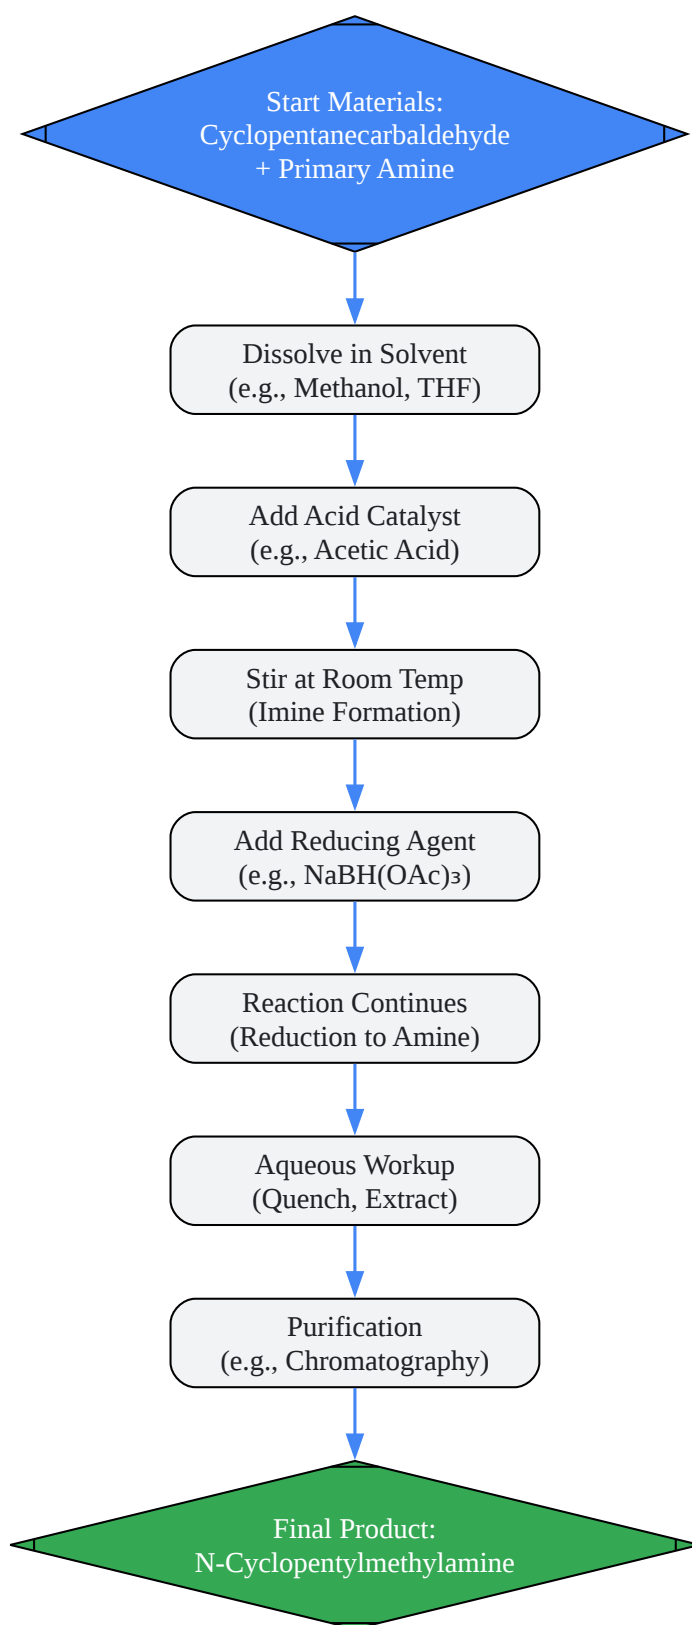 Start Materials:
Cyclopentanecarbaldehyde
+ Primary Amine
Dissolve in Solvent
(e.g., Methanol, THF)
Add Acid Catalyst
(e.g., Acetic Acid)
Stir at Room Temp
(Imine Formation)
Add Reducing Agent
(e.g., NaBH(OAc)₃)
Reaction Continues
(Reduction to Amine)
Aqueous Workup
(Quench, Extract)
Purification
(e.g., Chromatography)
Final Product:
N-Cyclopentylmethylamine